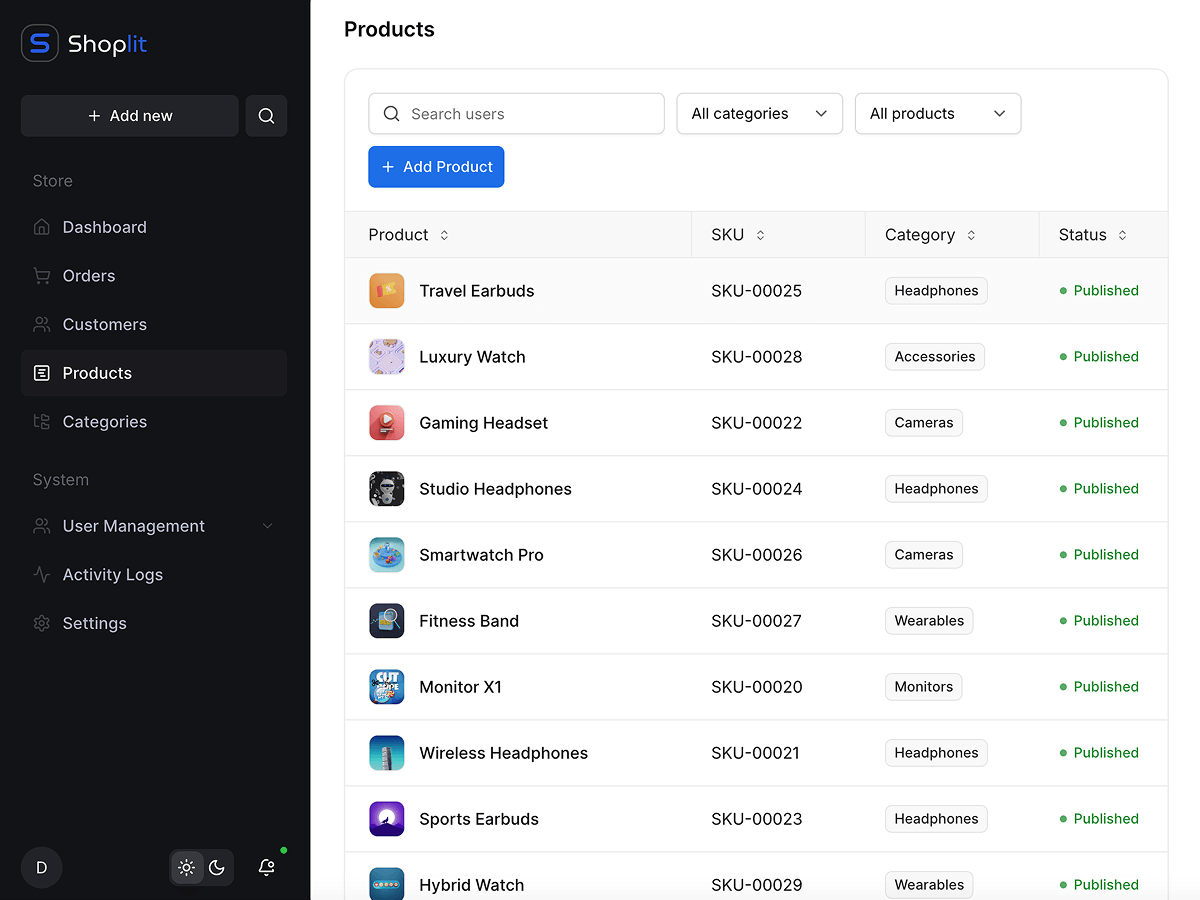 S Shoplit
+ Add new
Store
Dashboard
Orders
Customers
Products
Categories
System
User Management
Activity Logs
Settings
D
Products
Search users
All categories
All products
+ Add Product
Product SKU Category Status
Travel Earbuds SKU-00025 Headphones Published
Luxury Watch SKU-00028 Accessories Published
Gaming Headset SKU-00022 Cameras Published
Studio Headphones SKU-00024 Headphones Published
Smartwatch Pro SKU-00026 Cameras Published
Fitness Band SKU-00027 Wearables Published
Monitor X1 SKU-00020 Monitors Published
Wireless Headphones SKU-00021 Headphones Published
Sports Earbuds SKU-00023 Headphones Published
Hybrid Watch SKU-00029 Wearables Published